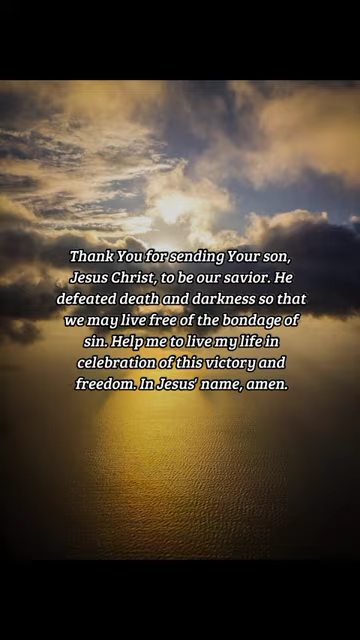 Thank You for sending Your son,
Jesus Christ, to be our savior. He
defeated death and darkness so that
we may live free of the bondage of
sin. Help me to live my life in
celebration of this victory and
freedom. In Jesus' name, amen.